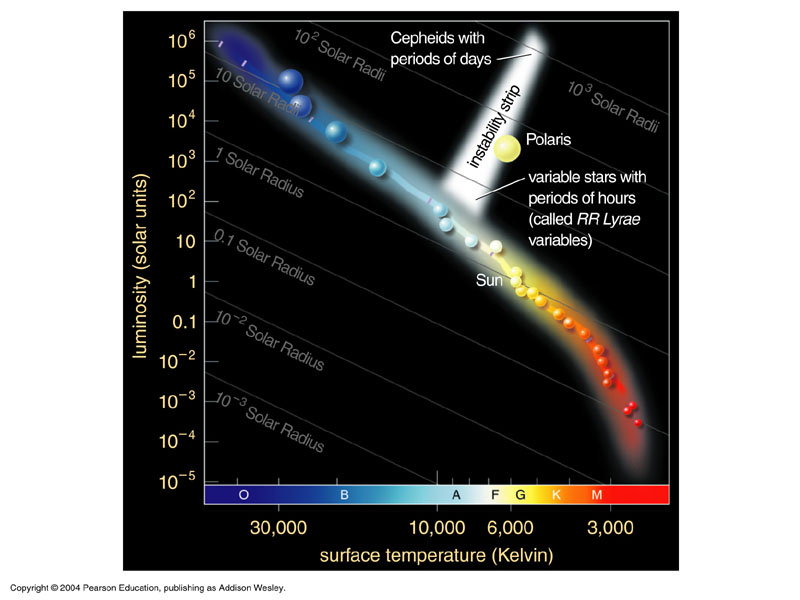 10⁶
10⁵
10⁴
10³
10²
10
1
0.1
10⁻²
10⁻³
10⁻⁴
10⁻⁵
luminosity (solar units)
10² Solar Radii
10³ Solar Radii
10 Solar Radii
1 Solar Radius
0.1 Solar Radius
10⁻² Solar Radius
10⁻³ Solar Radius
Cepheids with
periods of days
instability strip
Polaris
variable stars with
periods of hours
(called RR Lyrae
variables)
Sun
O B A F G K M
30,000 10,000 6,000 3,000
surface temperature (Kelvin)
Copyright © 2004 Pearson Education, publishing as Addison Wesley.